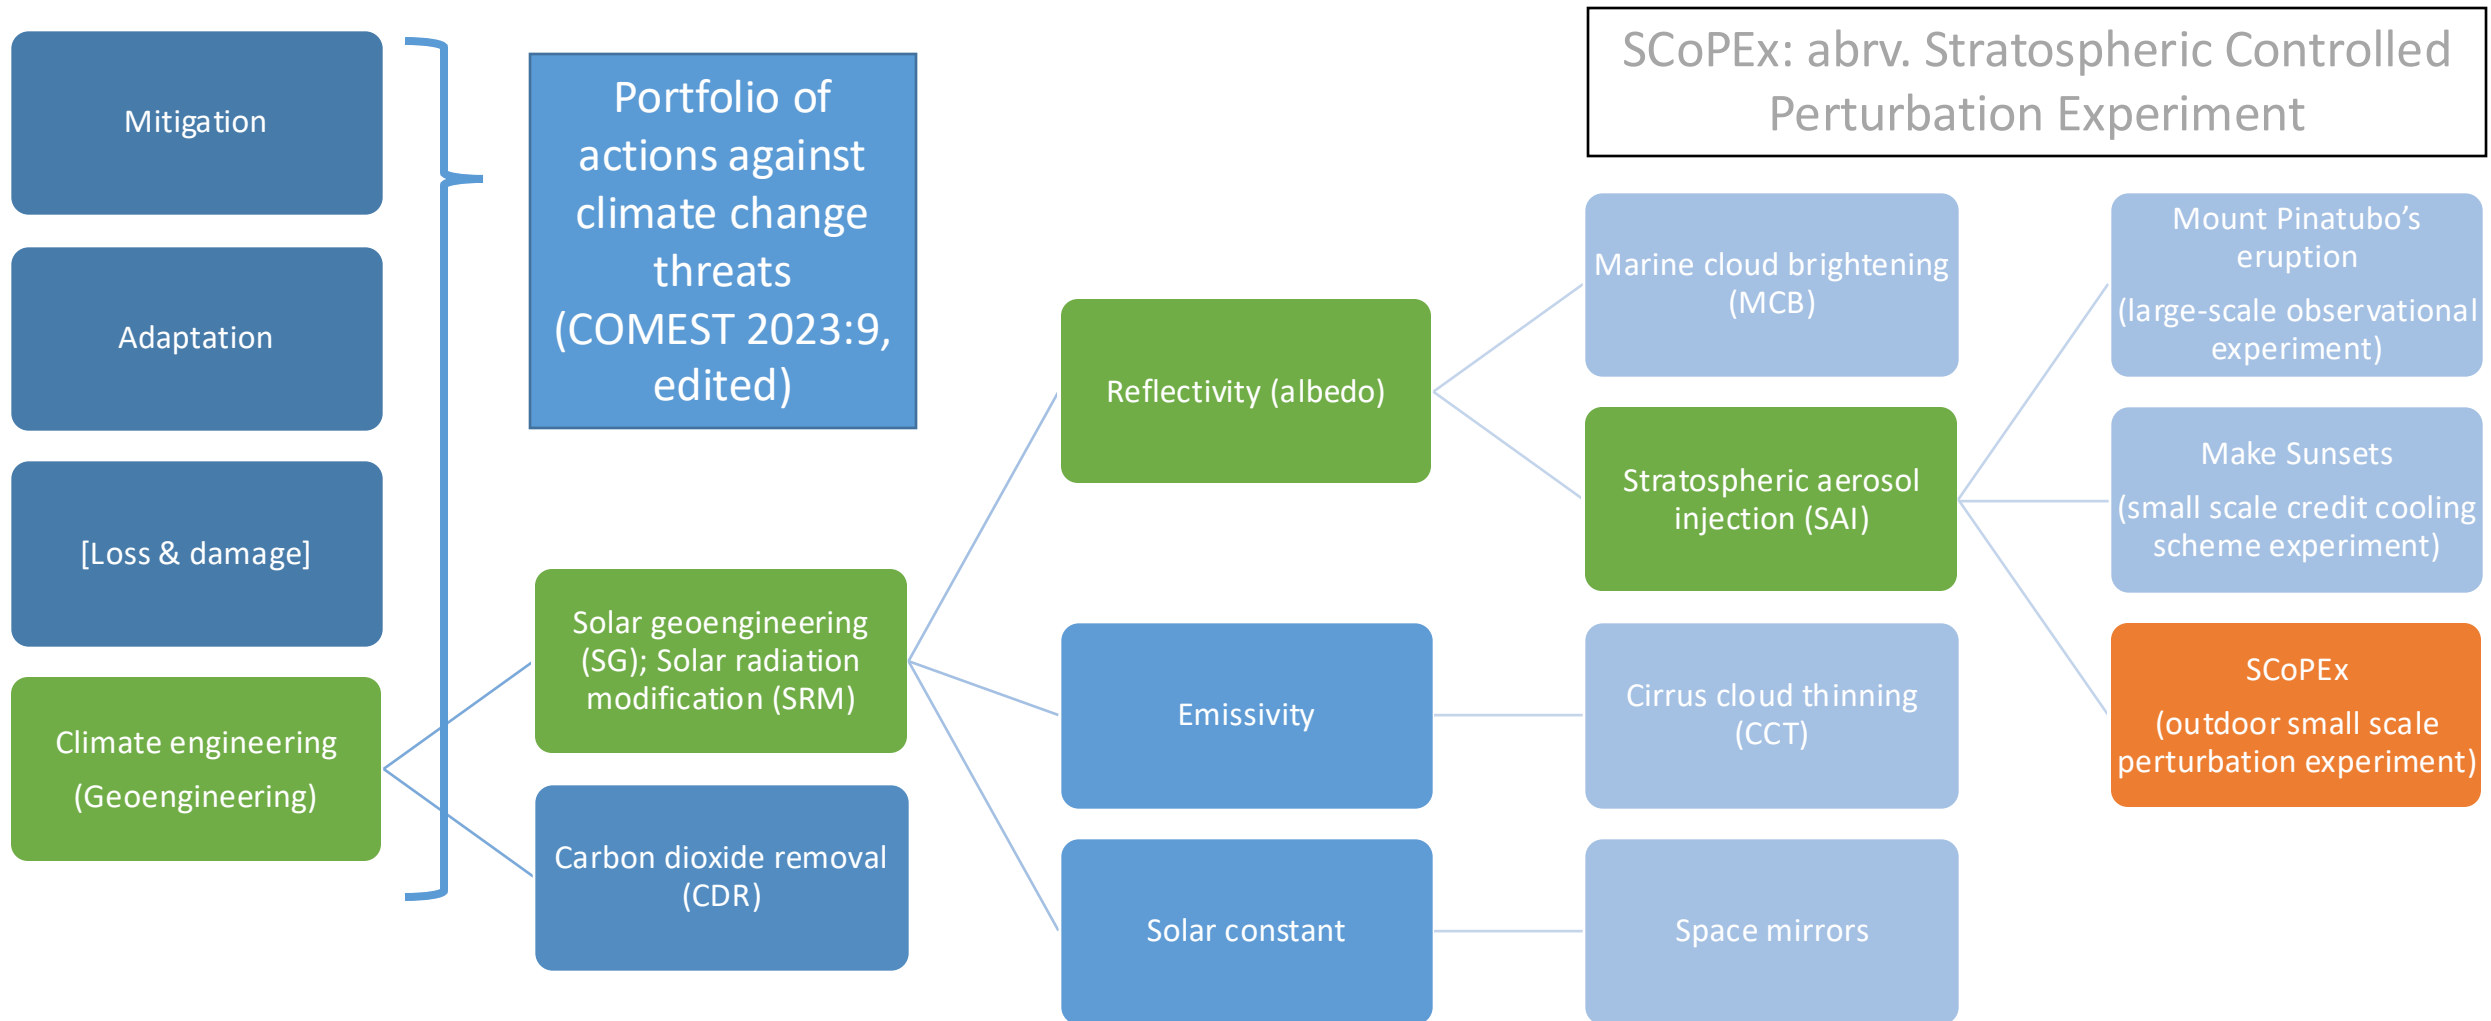 Mitigation
Adaptation
[Loss & damage]
Climate engineering
(Geoengineering)
Portfolio of
actions against
climate change
threats
(COMEST 2023:9,
edited)
Solar geoengineering
(SG); Solar radiation
modification (SRM)
Carbon dioxide removal
(CDR)
Reflectivity (albedo)
Emissivity
Solar constant
SCoPEx: abrv. Stratospheric Controlled
Perturbation Experiment
Marine cloud brightening
(MCB)
Stratospheric aerosol
injection (SAI)
Cirrus cloud thinning
(CCT)
Space mirrors
Mount Pinatubo’s
eruption
(large-scale observational
experiment)
Make Sunsets
(small scale credit cooling
scheme experiment)
SCoPEx
(outdoor small scale
perturbation experiment)